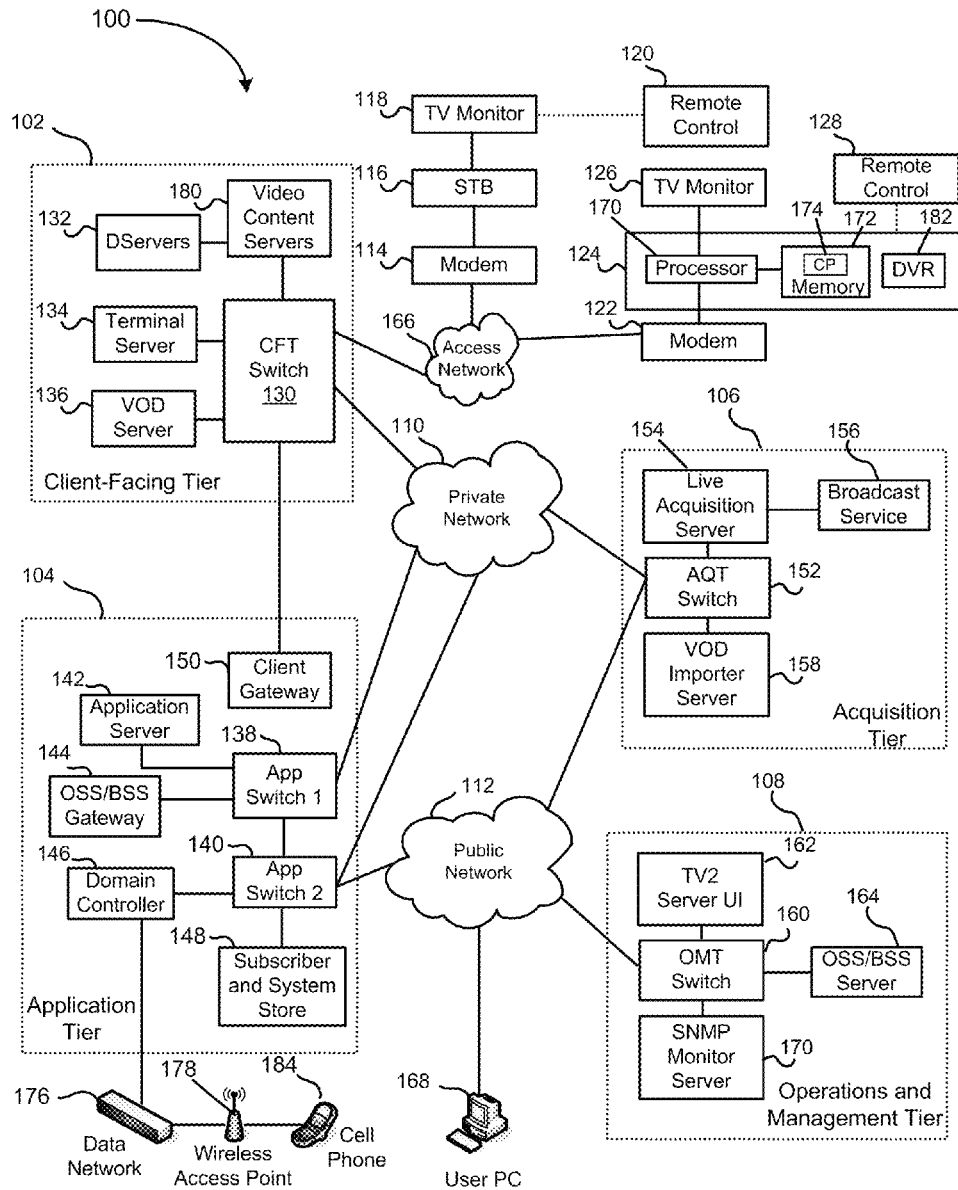 100
102
180
Video
Content
Servers
132
DServers
134
Terminal
Server
136
VOD
Server
CFT
Switch
130
Client-Facing Tier
118
TV Monitor
120
Remote
Control
116
STB
114
Modem
166
Access
Network
126
TV Monitor
128
Remote
Control
170
174
172
182
124
Processor
CP
Memory
DVR
122
Modem
110
Private
Network
106
154
Live
Acquisition
Server
156
Broadcast
Service
AQT
Switch
152
VOD
Importer
Server
158
Acquisition
Tier
104
150
Client
Gateway
142
Application
Server
138
App
Switch 1
144
OSS/BSS
Gateway
140
App
Switch 2
146
Domain
Controller
148
Subscriber
and System
Store
Application
Tier
112
Public
Network
108
162
TV2
Server UI
160
OMT
Switch
164
OSS/BSS
Server
SNMP
Monitor
Server
170
Operations and
Management Tier
176
Data
Network
178
Wireless
Access Point
184
Cell
Phone
168
User PC